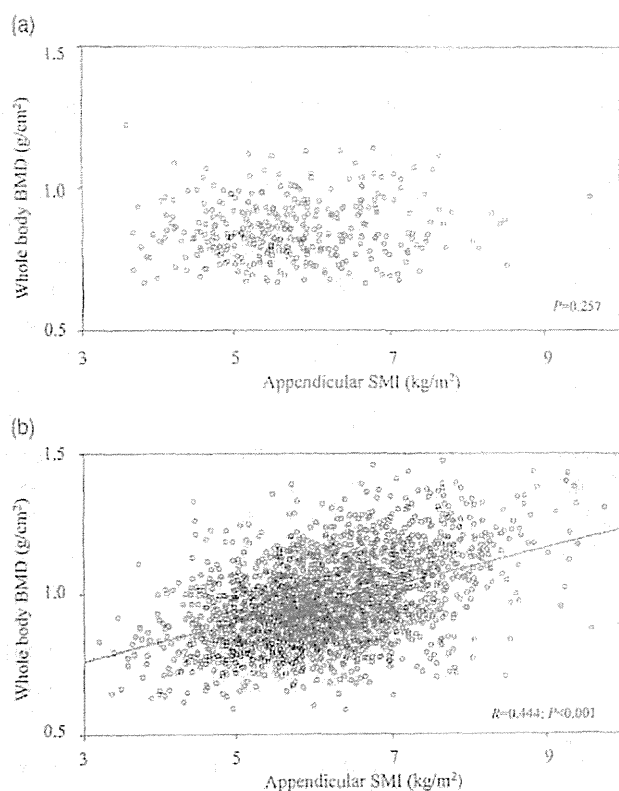 (a)
1.5
1.0
0.5
Whole body BMD (g/cm²)
P=0.257
3 5 7 9
Appendicular SMI (kg/m²)
(b)
1.5
1.0
0.5
Whole body BMD (g/cm²)
R=0.444; P<0.001
3 5 7 9
Appendicular SMI (kg/m²)